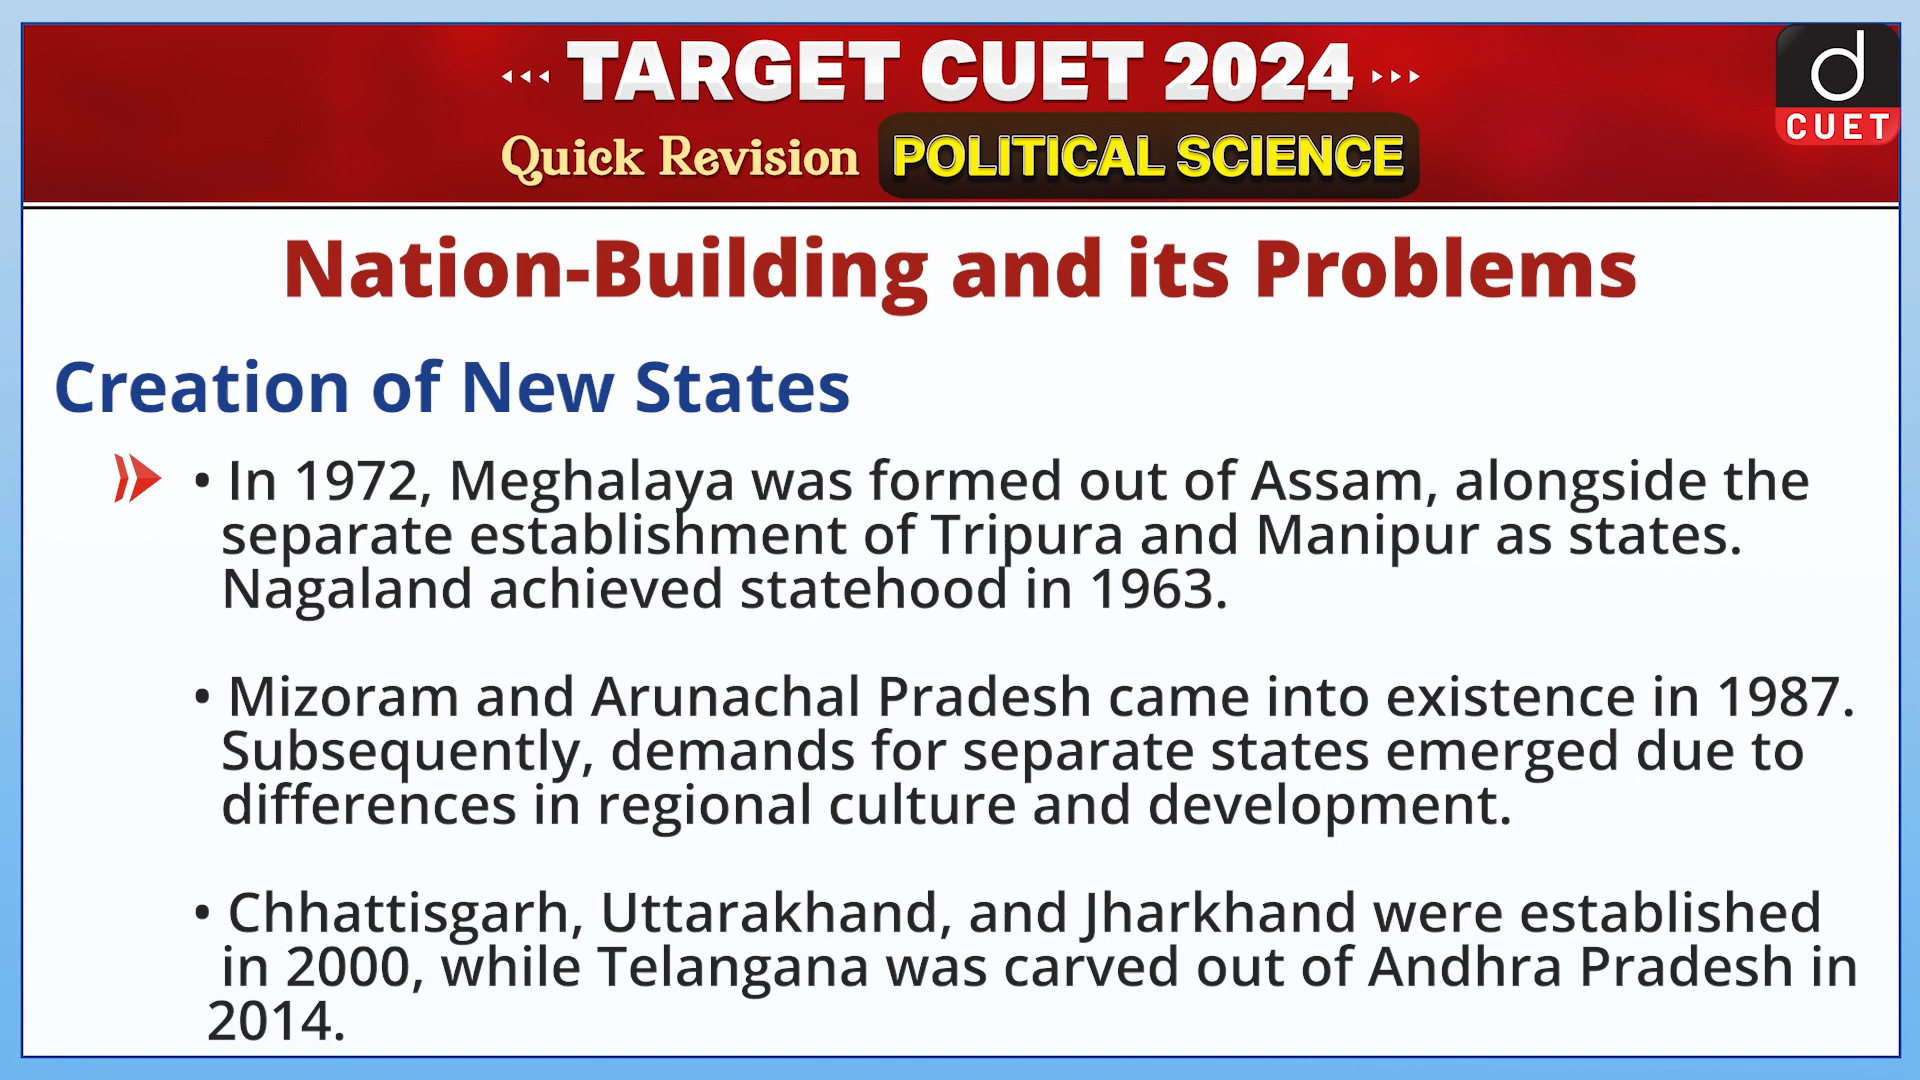 TARGET CUET 2024
Quick Revision POLITICAL SCIENCE
d
CUET
Nation-Building and its Problems
Creation of New States
• In 1972, Meghalaya was formed out of Assam, alongside the
separate establishment of Tripura and Manipur as states.
Nagaland achieved statehood in 1963.
• Mizoram and Arunachal Pradesh came into existence in 1987.
Subsequently, demands for separate states emerged due to
differences in regional culture and development.
• Chhattisgarh, Uttarakhand, and Jharkhand were established
in 2000, while Telangana was carved out of Andhra Pradesh in
2014.